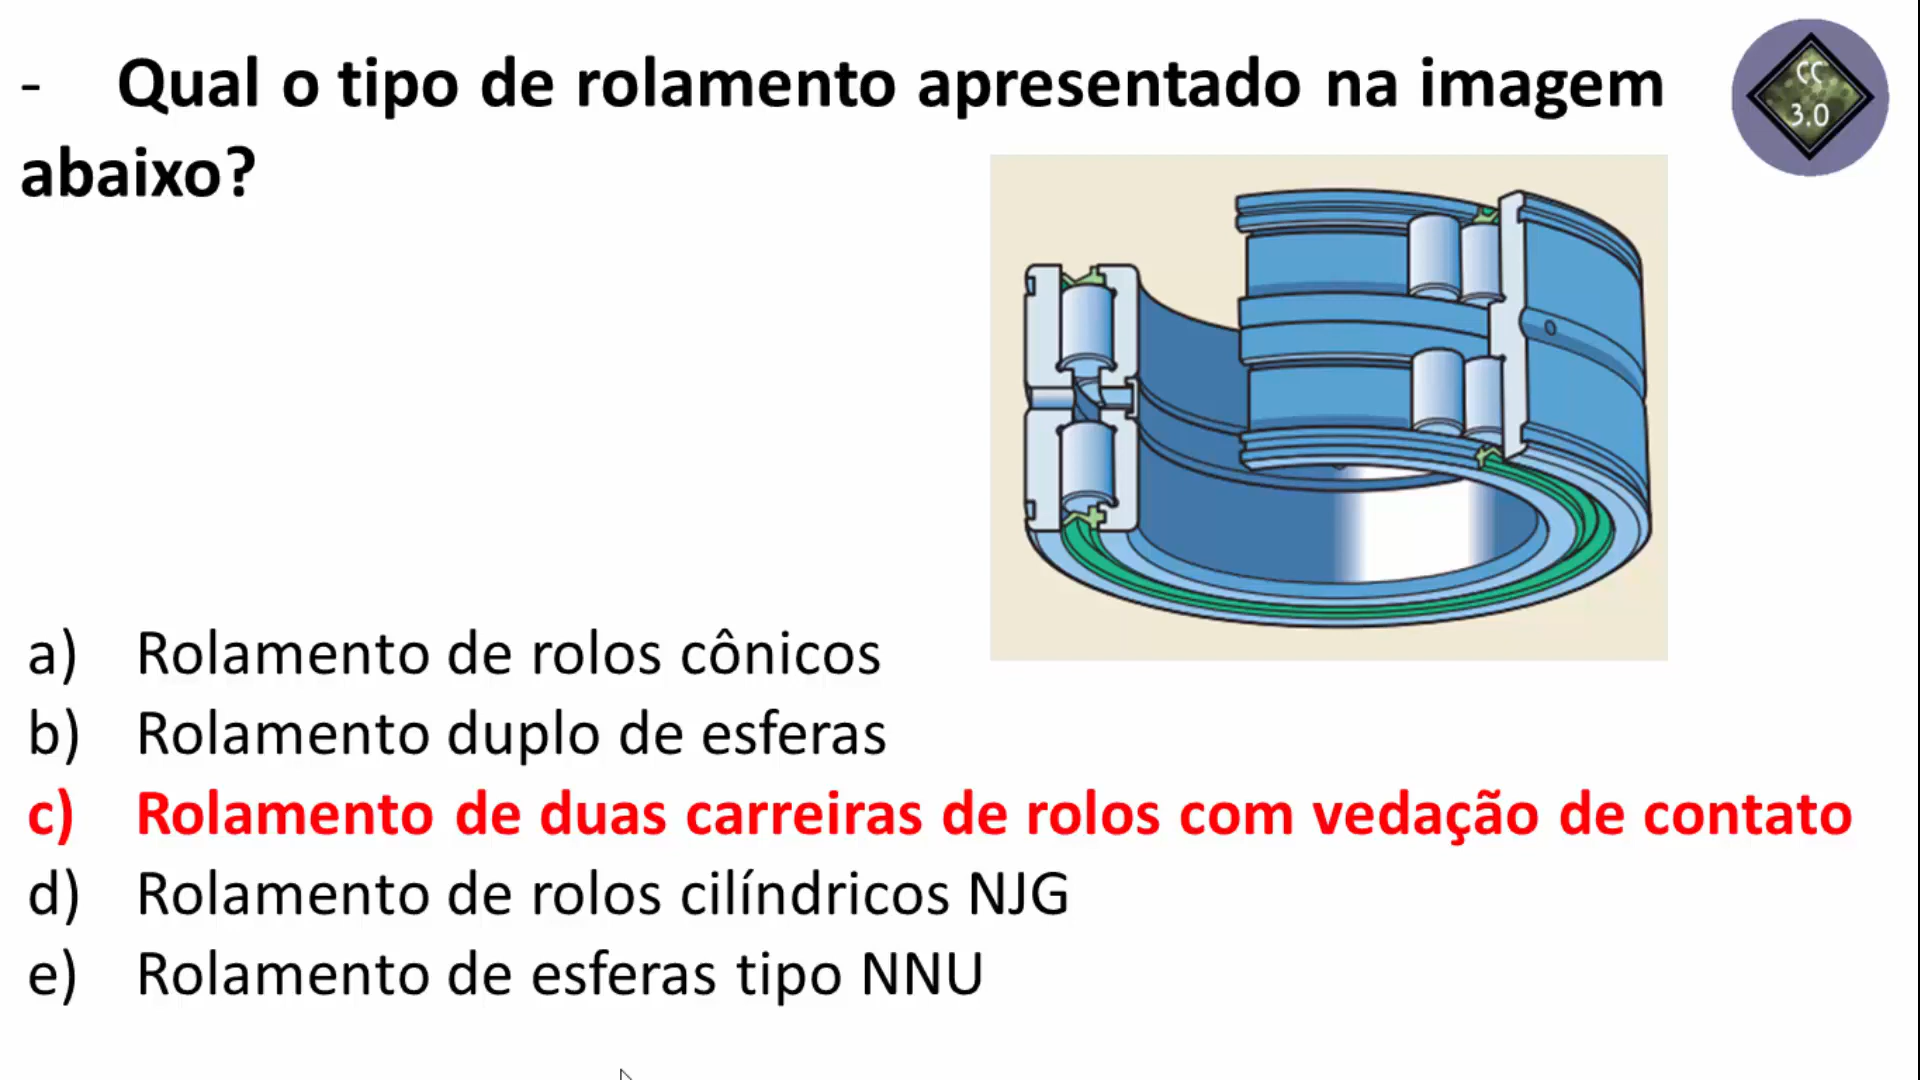 - Qual o tipo de rolamento apresentado na imagem
abaixo?
CC
3.0
a) Rolamento de rolos cônicos
b) Rolamento duplo de esferas
c) Rolamento de duas carreiras de rolos com vedação de contato
d) Rolamento de rolos cilíndricos NJG
e) Rolamento de esferas tipo NNU